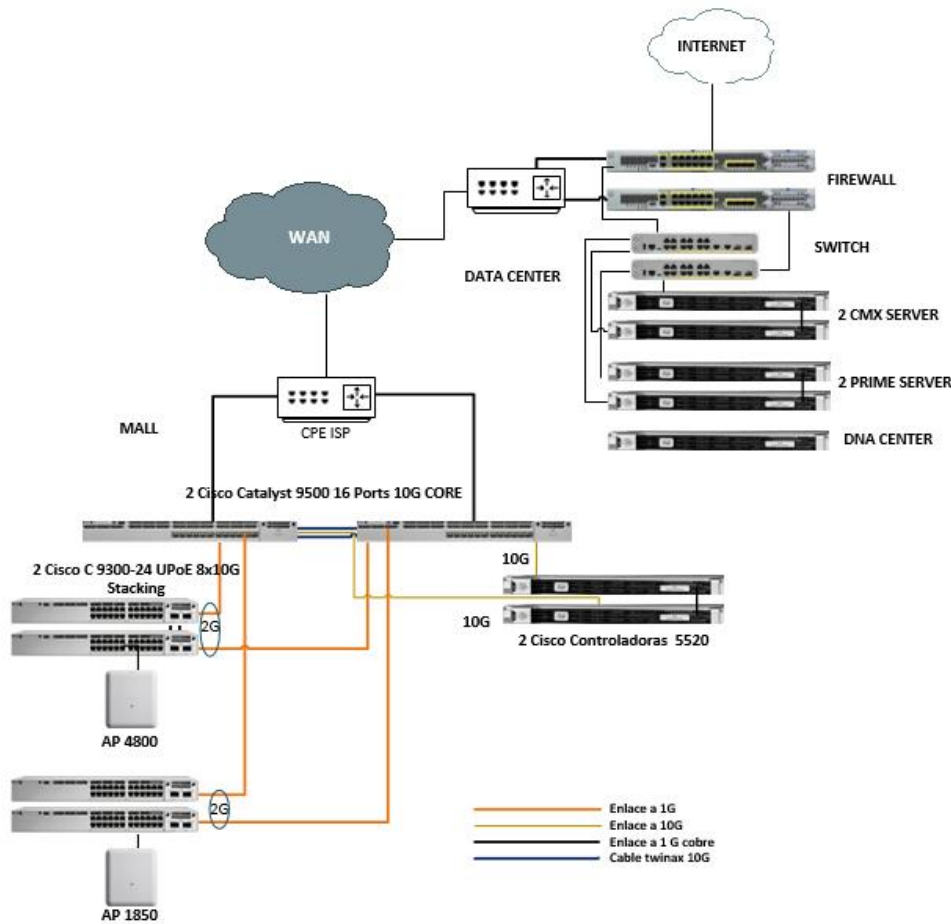 INTERNET
FIREWALL
WAN
SWITCH
DATA CENTER
2 CMX SERVER
2 PRIME SERVER
DNA CENTER
MALL
CPE ISP
2 Cisco Catalyst 9500 16 Ports 10G CORE
2 Cisco C 9300-24 UPoE 8x10G
Stacking
10G
2G
10G
2 Cisco Controladoras 5520
AP 4800
2G
Enlace a 1G
Enlace a 10G
Enlace a 1 G cobre
Cable twinax 10G
AP 1850